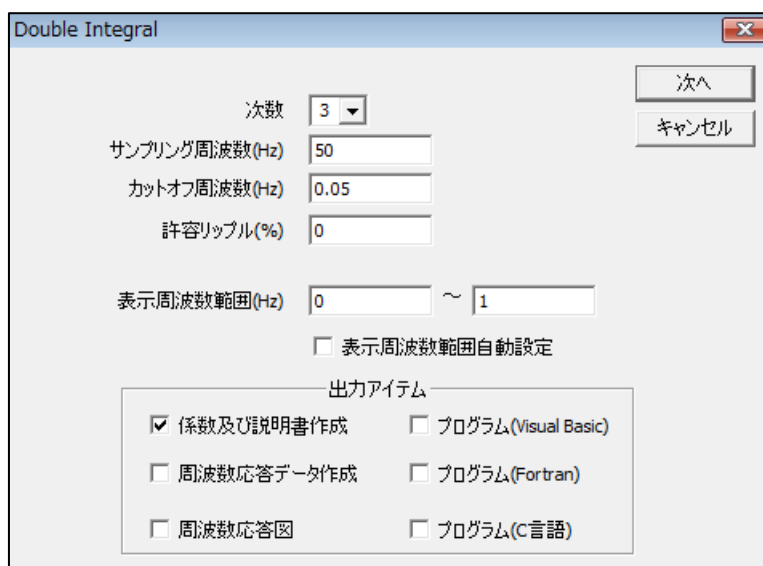 Double Integral
次へ
次数 3
キャンセル
サンプリング周波数(Hz) 50
カットオフ周波数(Hz) 0.05
許容リップル(%) 0
表示周波数範囲(Hz) 0 ～ 1
表示周波数範囲自動設定
出力アイテム
係数及び説明書作成 プログラム(Visual Basic)
周波数応答データ作成 プログラム(Fortran)
周波数応答図 プログラム(C言語)